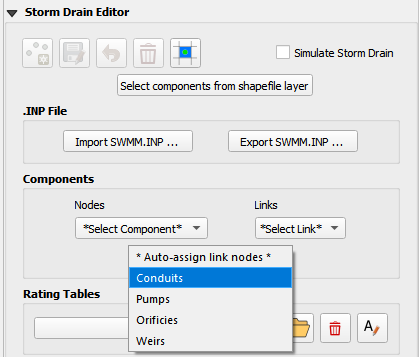 Storm Drain Editor
Simulate Storm Drain
Select components from shapefile layer
.INP File
Import SWMM.INP ...
Export SWMM.INP ...
Components
Nodes
Links
*Select Component*
*Select Link*
* Auto-assign link nodes *
Conduits
Pumps
Orificies
Weirs
Rating Tables